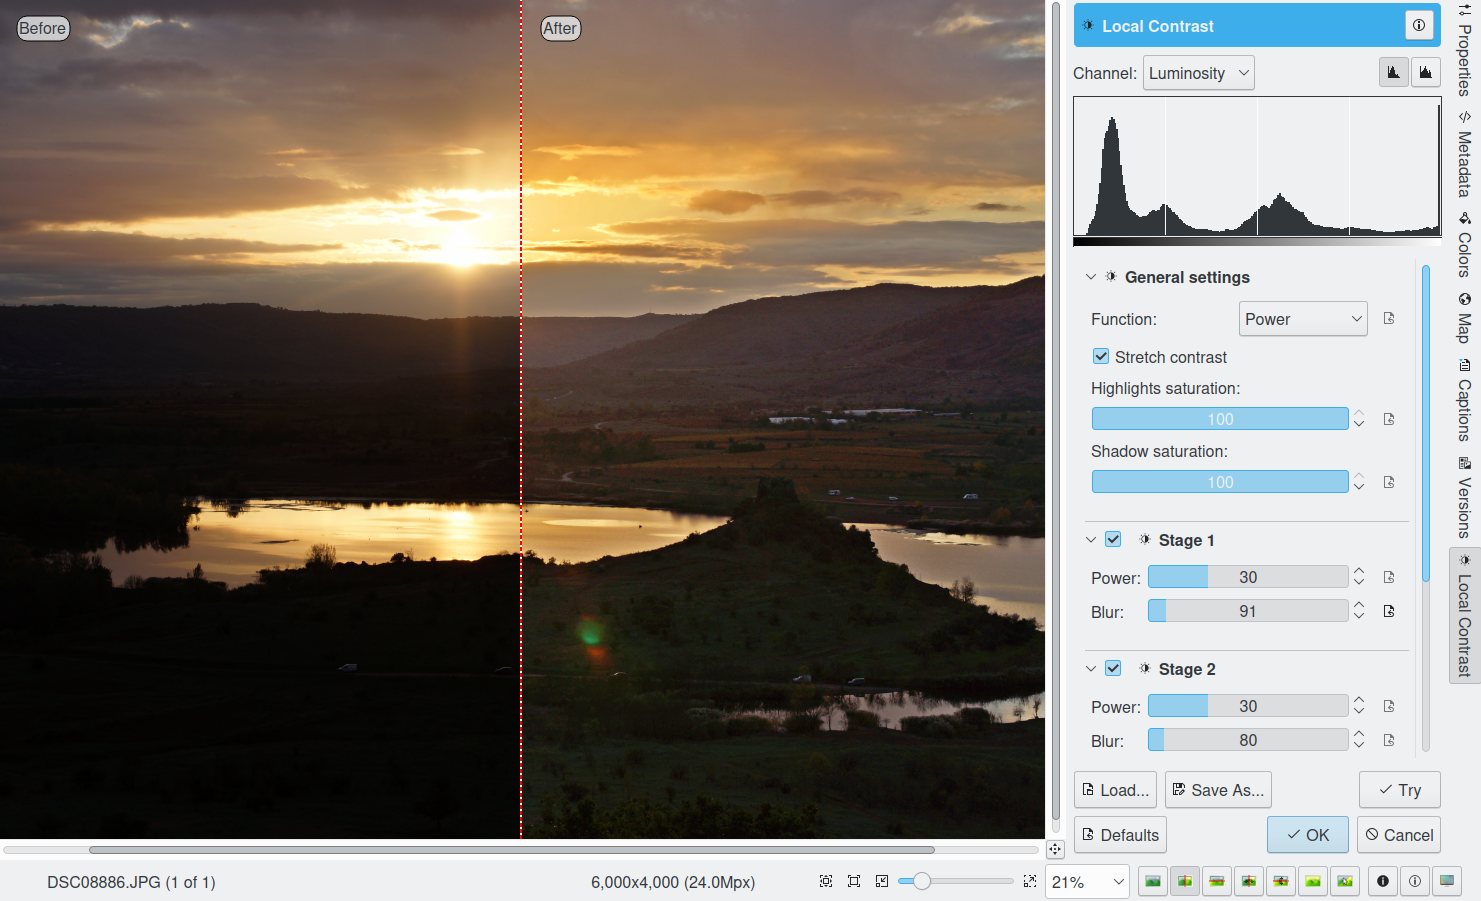 Before
After
Local Contrast
Channel: Luminosity
General settings
Function: Power
Stretch contrast
Highlights saturation:
100
Shadow saturation:
100
Stage 1
Power: 30
Blur: 91
Stage 2
Power: 30
Blur: 80
Load...
Save As...
Try
Defaults
OK
Cancel
Properties
Metadata
Colors
Map
Captions
Versions
Local Contrast
DSC08886.JPG (1 of 1)
6,000x4,000 (24.0Mpx)
21%